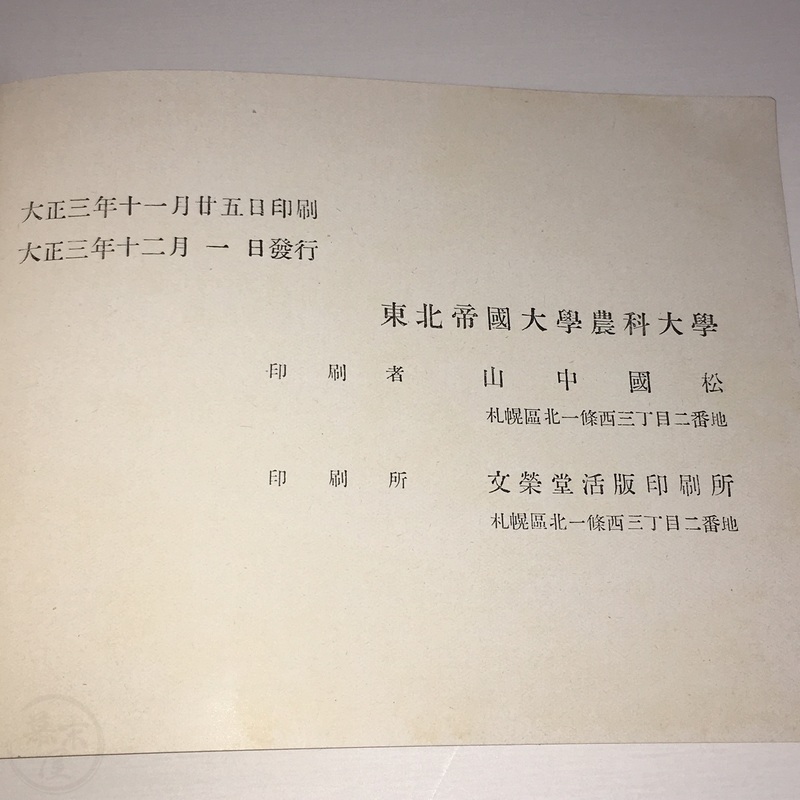 大正三年十一月廿五日印刷
大正三年十二月 一 日發行
東北帝國大學農科大學
印刷者 山中國松
札幌區北一條西三丁目二番地
印刷所 文榮堂活版印刷所
札幌區北一條西三丁目二番地